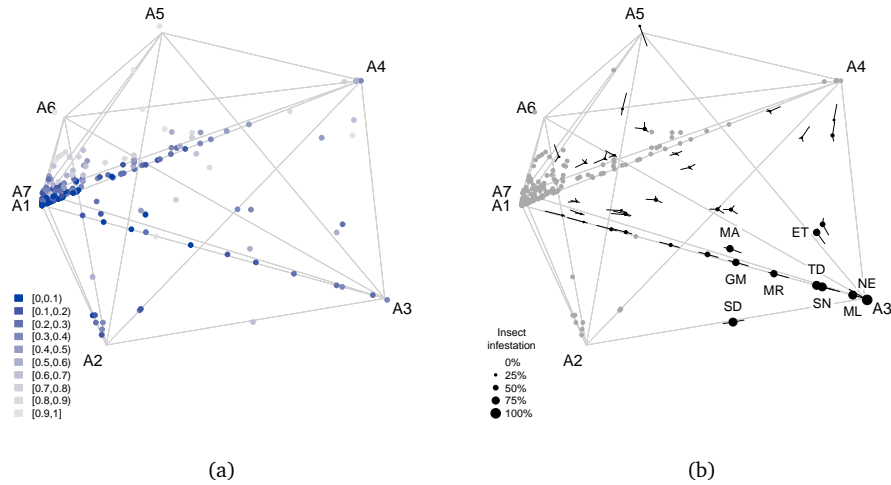 A5
A4
A6
A7
A1
A3
A2
[0,0.1)
[0.1,0.2)
[0.2,0.3)
[0.3,0.4)
[0.4,0.5)
[0.5,0.6)
[0.6,0.7)
[0.7,0.8)
[0.8,0.9)
[0.9,1]
(a)
A5
A4
A6
A7
A1
MA
ET
GM
MR
TD
NE
A3
SD
SN
ML
A2
Insect
infestation
0%
25%
50%
75%
100%
(b)